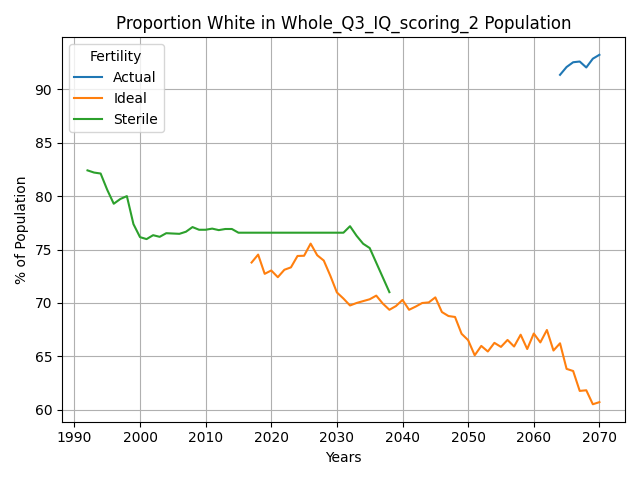 Proportion White in Whole_Q3_IQ_scoring_2 Population
Fertility
Actual
Ideal
Sterile
% of Population
90
85
80
75
70
65
60
1990 2000 2010 2020 2030 2040 2050 2060 2070
Years